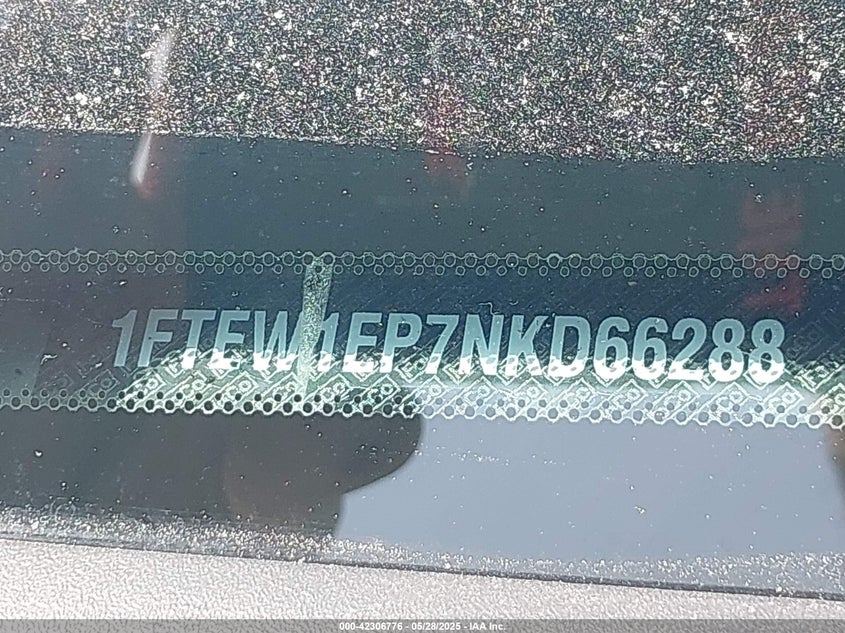 1FTEW1EP7NKD66288
000-42306776 - 05/28/2025 - IAA Inc.